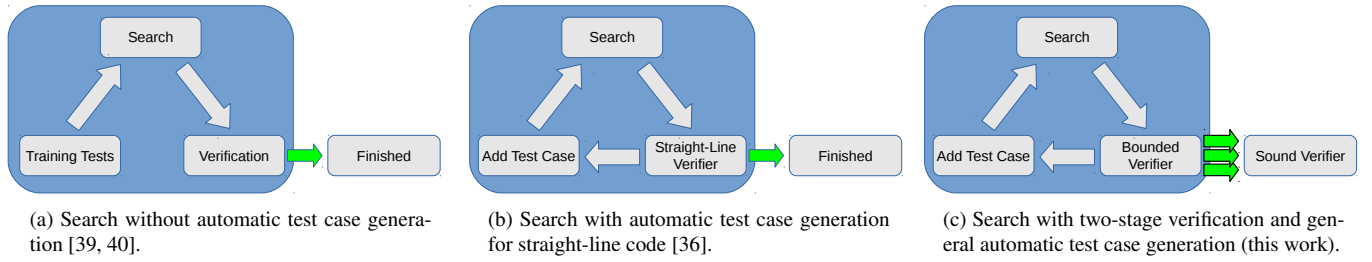 Search
Training Tests
Verification
Finished
(a) Search without automatic test case genera-
tion [39, 40].
Search
Add Test Case
Straight-Line
Verifier
Finished
(b) Search with automatic test case generation
for straight-line code [36].
Search
Add Test Case
Bounded
Verifier
Sound Verifier
(c) Search with two-stage verification and gen-
eral automatic test case generation (this work).